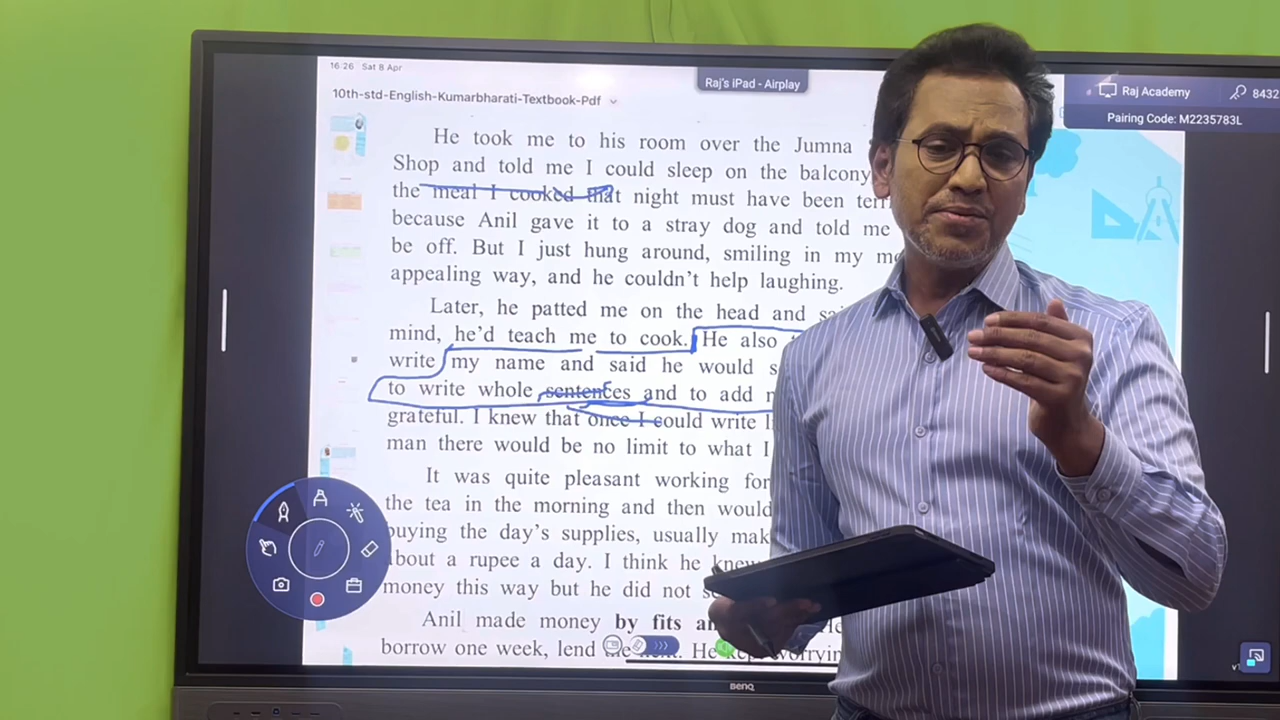 16:26 Sat 8 Apr
Raj's iPad - Airplay
Raj Academy
8432
Pairing Code: M2235783L
10th-std-English-Kumarbharati-Textbook-Pdf
He took me to his room over the Jumna
Shop and told me I could sleep on the balcony
the meal I cooked that night must have been
because Anil gave it to a stray dog and told me
be off. But I just hung around, smiling in my
appealing way, and he couldn't help laughing.
Later, he patted me on the head and
mind, he'd teach me to cook. He also
write my name and said he would
to write whole sentences and to add
grateful. I knew that once I could write
man there would be no limit to what I
It was quite pleasant working for
the tea in the morning and then would
buying the day's supplies, usually
about a rupee a day. I think he knew
money this way but he did not
Anil made money by fits
borrow one week, lend the next. He kept worrying
BenQ